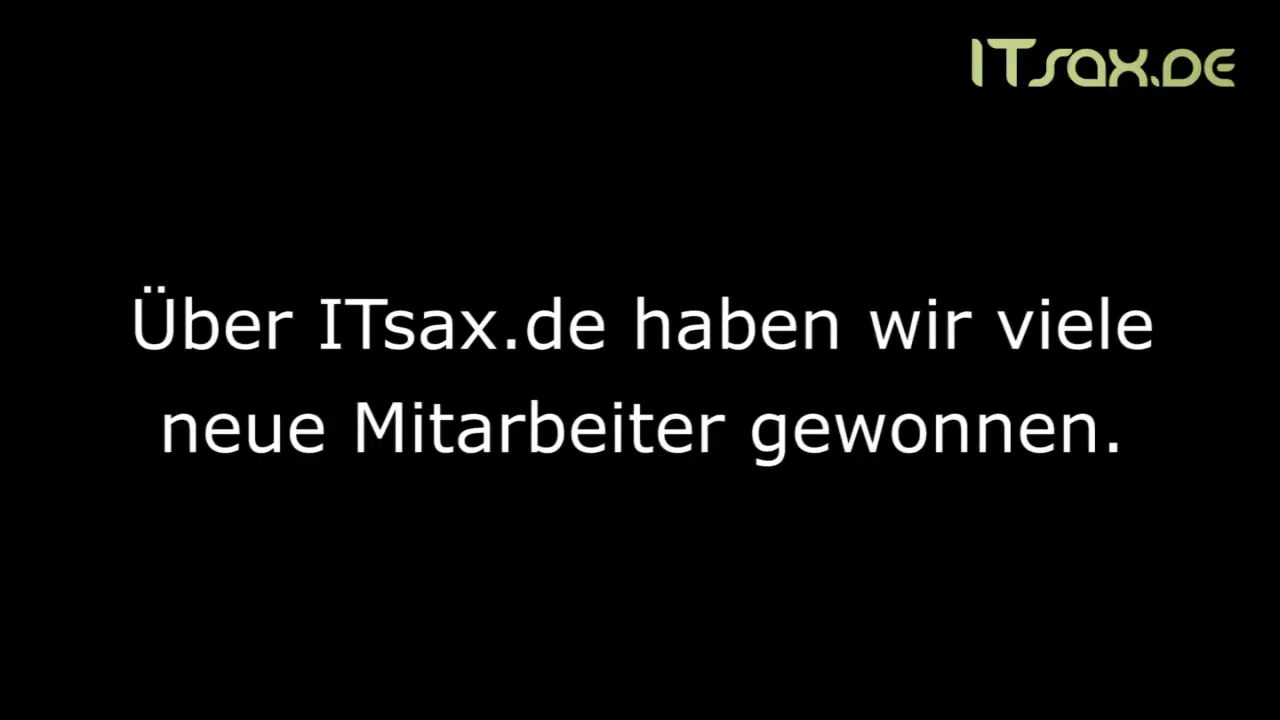 ITsax.DE
Über ITsax.de haben wir viele
neue Mitarbeiter gewonnen.